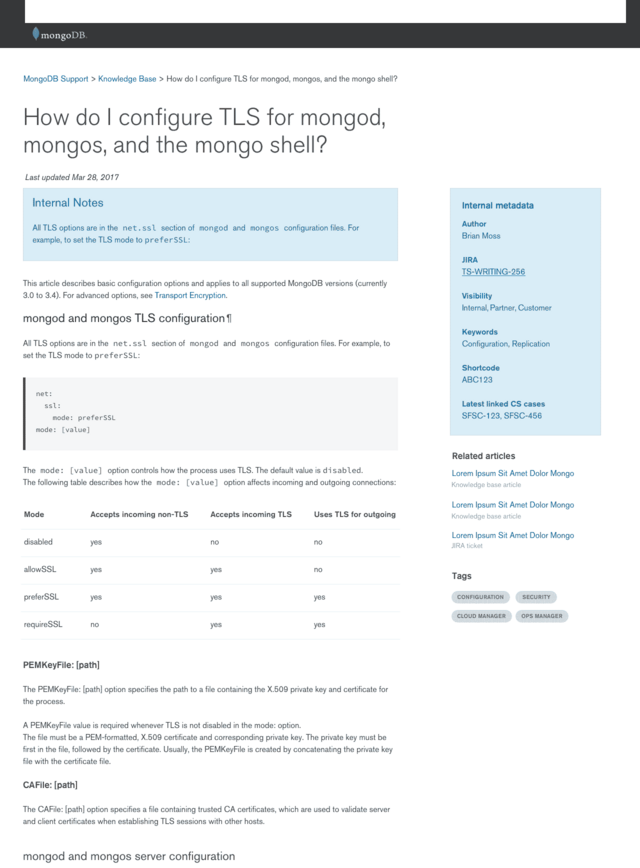 mongoDB.
MongoDB Support > Knowledge Base > How do I configure TLS for mongod, mongos, and the mongo shell?
How do I configure TLS for mongod,
mongos, and the mongo shell?
Last updated Mar 28, 2017
Internal Notes
All TLS options are in the net.ssl section of mongod and mongos configuration files. For
example, to set the TLS mode to preferSSL:
This article describes basic configuration options and applies to all supported MongoDB versions (currently
3.0 to 3.4). For advanced options, see Transport Encryption.
mongod and mongos TLS configuration¶
All TLS options are in the net.ssl section of mongod and mongos configuration files. For example, to
set the TLS mode to preferSSL:
net:
ssl:
mode: preferSSL
mode: [value]
The mode: [value] option controls how the process uses TLS. The default value is disabled.
The following table describes how the mode: [value] option affects incoming and outgoing connections:
Mode Accepts incoming non-TLS Accepts incoming TLS Uses TLS for outgoing
disabled yes no no
allowSSL yes yes no
preferSSL yes yes yes
requireSSL no yes yes
PEMKeyFile: [path]
The PEMKeyFile: [path] option specifies the path to a file containing the X.509 private key and certificate for
the process.
A PEMKeyFile value is required whenever TLS is not disabled in the mode: option.
The file must be a PEM-formatted, X.509 certificate and corresponding private key. The private key must be
first in the file, followed by the certificate. Usually, the PEMKeyFile is created by concatenating the private key
file with the certificate file.
CAFile: [path]
The CAFile: [path] option specifies a file containing trusted CA certificates, which are used to validate server
and client certificates when establishing TLS sessions with other hosts.
mongod and mongos server configuration
Internal metadata
Author
Brian Moss
JIRA
TS-WRITING-256
Visibility
Internal, Partner, Customer
Keywords
Configuration, Replication
Shortcode
ABC123
Latest linked CS cases
SFSC-123, SFSC-456
Related articles
Lorem Ipsum Sit Amet Dolor Mongo
Knowledge base article
Lorem Ipsum Sit Amet Dolor Mongo
Knowledge base article
Lorem Ipsum Sit Amet Dolor Mongo
JIRA ticket
Tags
CONFIGURATION SECURITY
CLOUD MANAGER OPS MANAGER